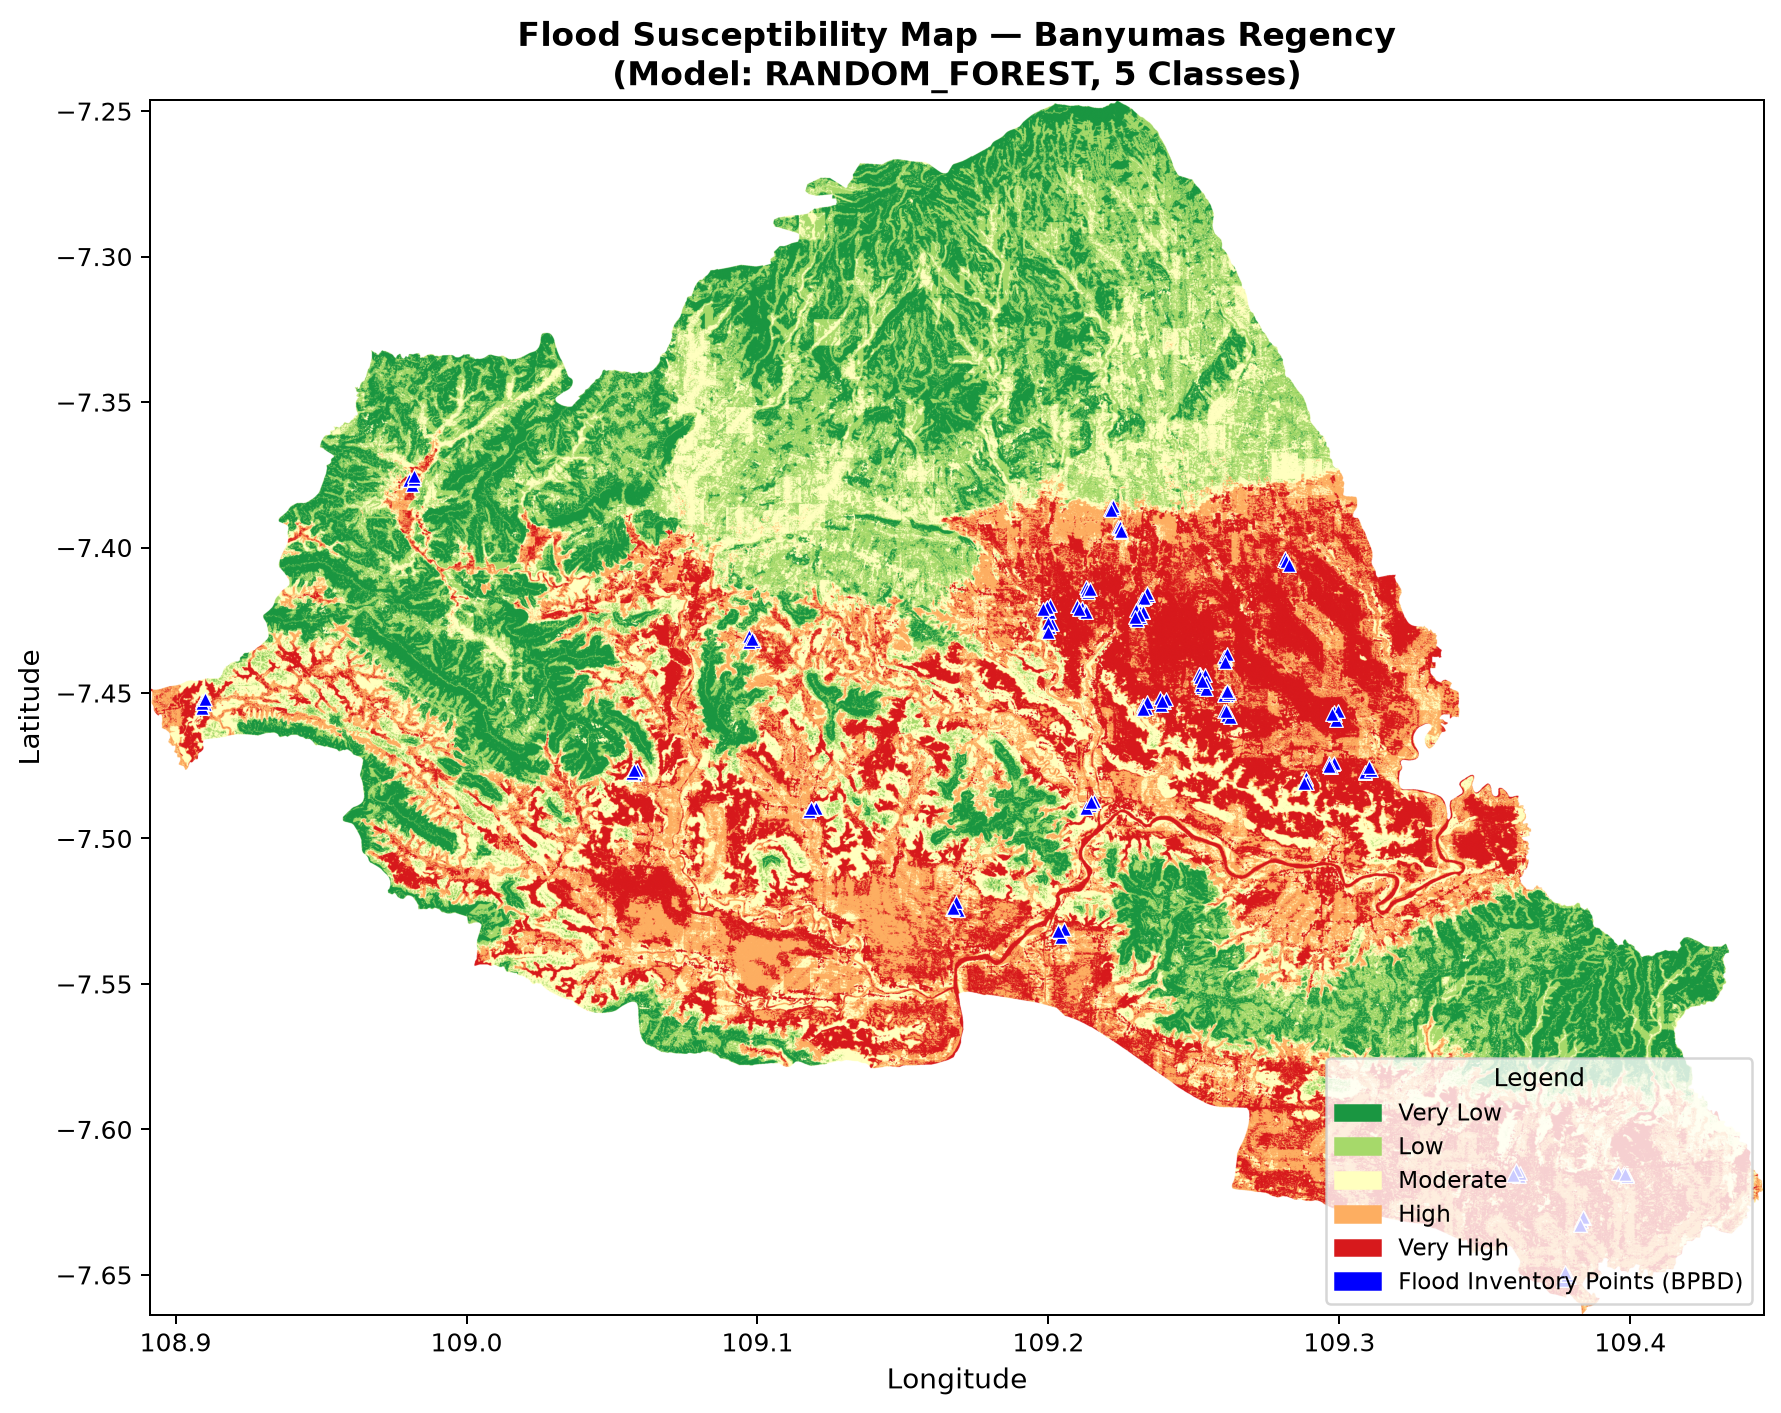 Flood Susceptibility Map — Banyumas Regency
(Model: RANDOM_FOREST, 5 Classes)
Latitude
−7.25
−7.30
−7.35
−7.40
−7.45
−7.50
−7.55
−7.60
−7.65
Legend
Very Low
Low
Moderate
High
Very High
Flood Inventory Points (BPBD)
108.9 109.0 109.1 109.2 109.3 109.4
Longitude